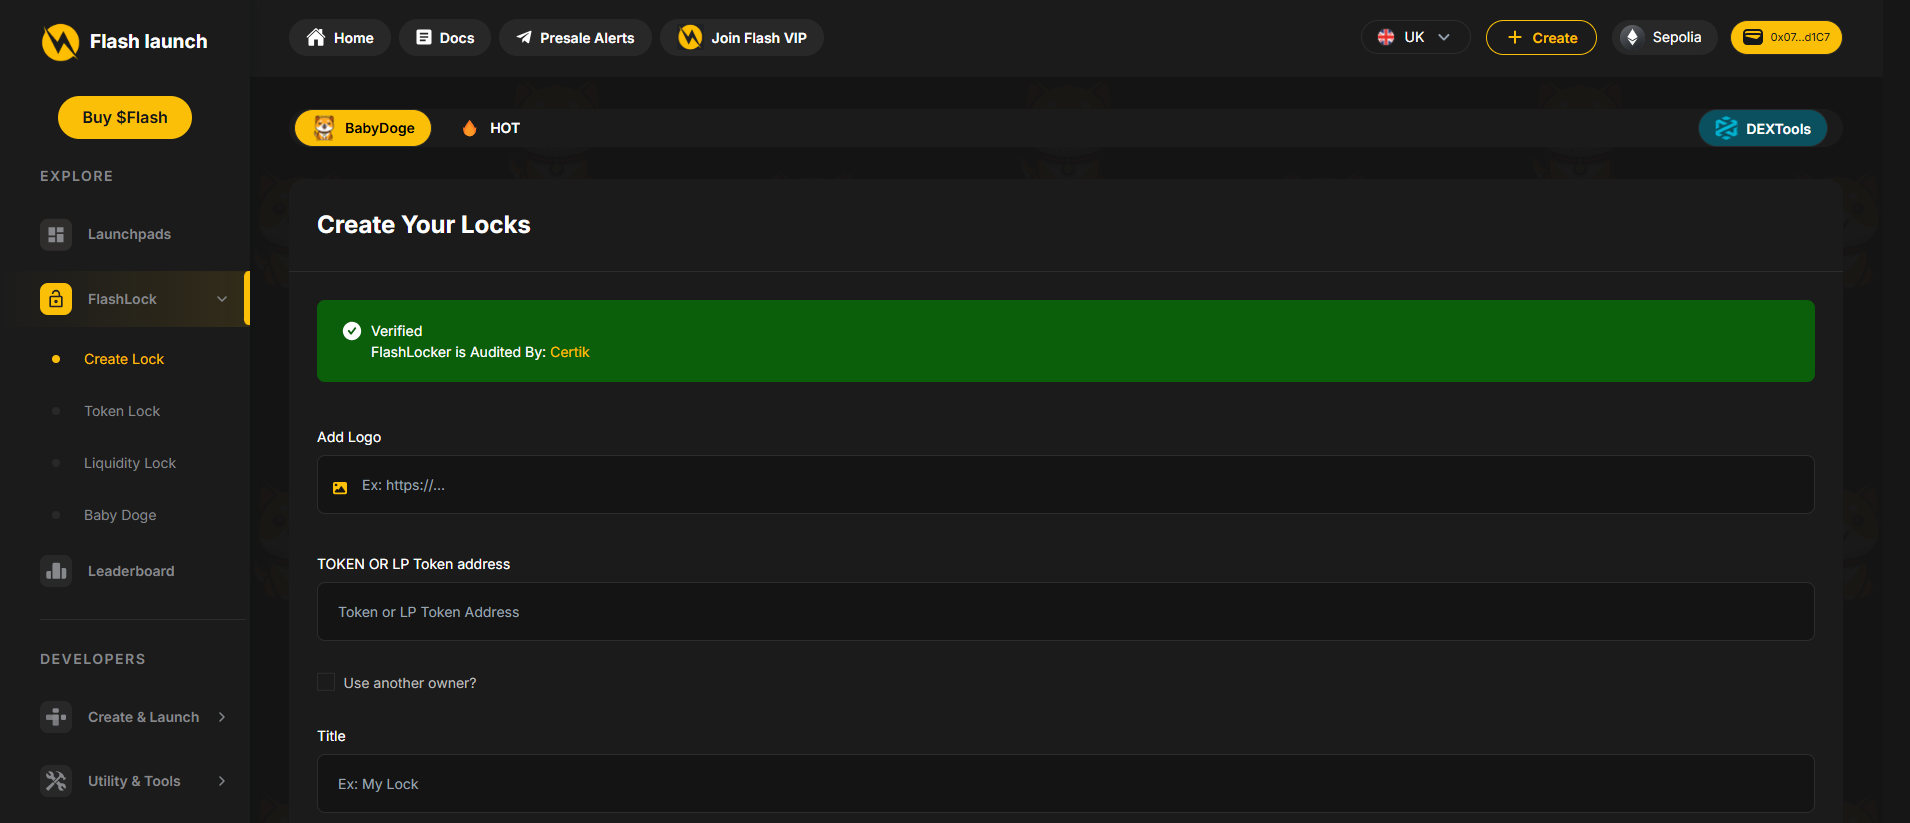 Flash launch
Home
Docs
Presale Alerts
Join Flash VIP
UK
Create
Sepolia
0x07...d1C7
Buy $Flash
BabyDoge
HOT
DEXTools
EXPLORE
Launchpads
FlashLock
Create Lock
Token Lock
Liquidity Lock
Baby Doge
Leaderboard
DEVELOPERS
Create & Launch
Utility & Tools
Create Your Locks
Verified
FlashLocker is Audited By: Certik
Add Logo
Ex: https://...
TOKEN OR LP Token address
Token or LP Token Address
Use another owner?
Title
Ex: My Lock